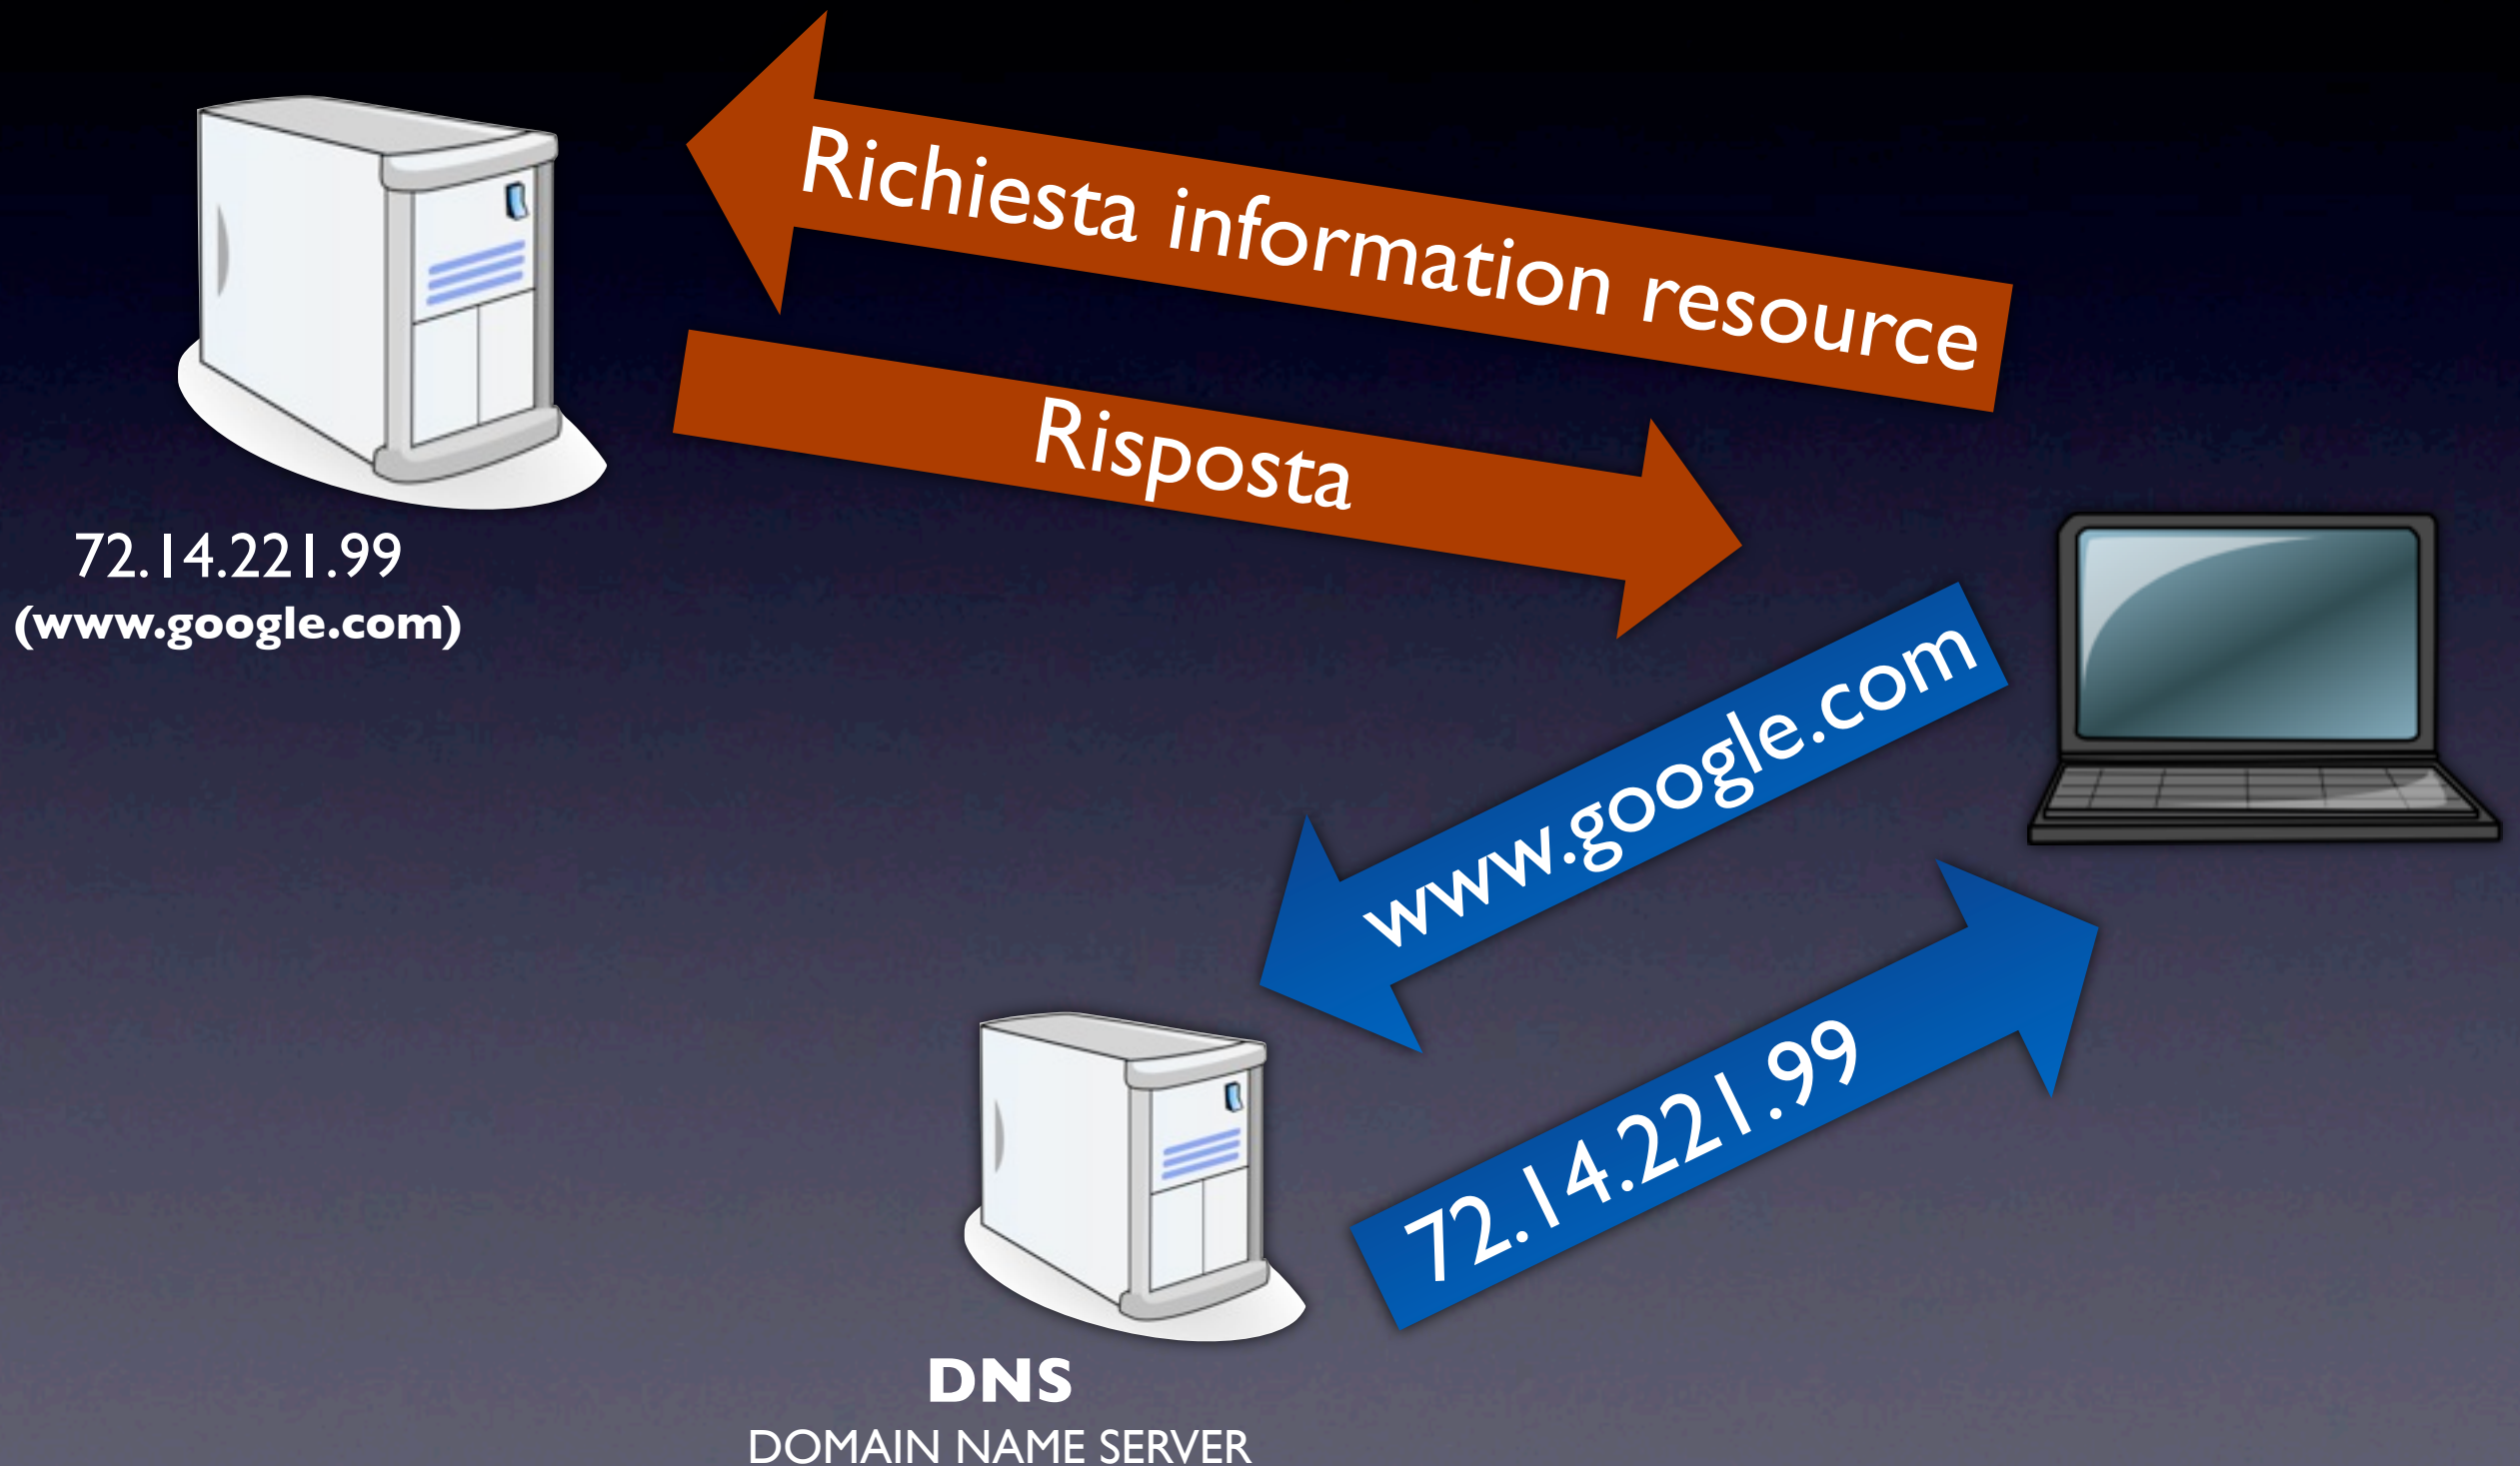 Richiesta information resource
Risposta
72.14.221.99
(www.google.com)
www.google.com
72.14.221.99
DNS
DOMAIN NAME SERVER